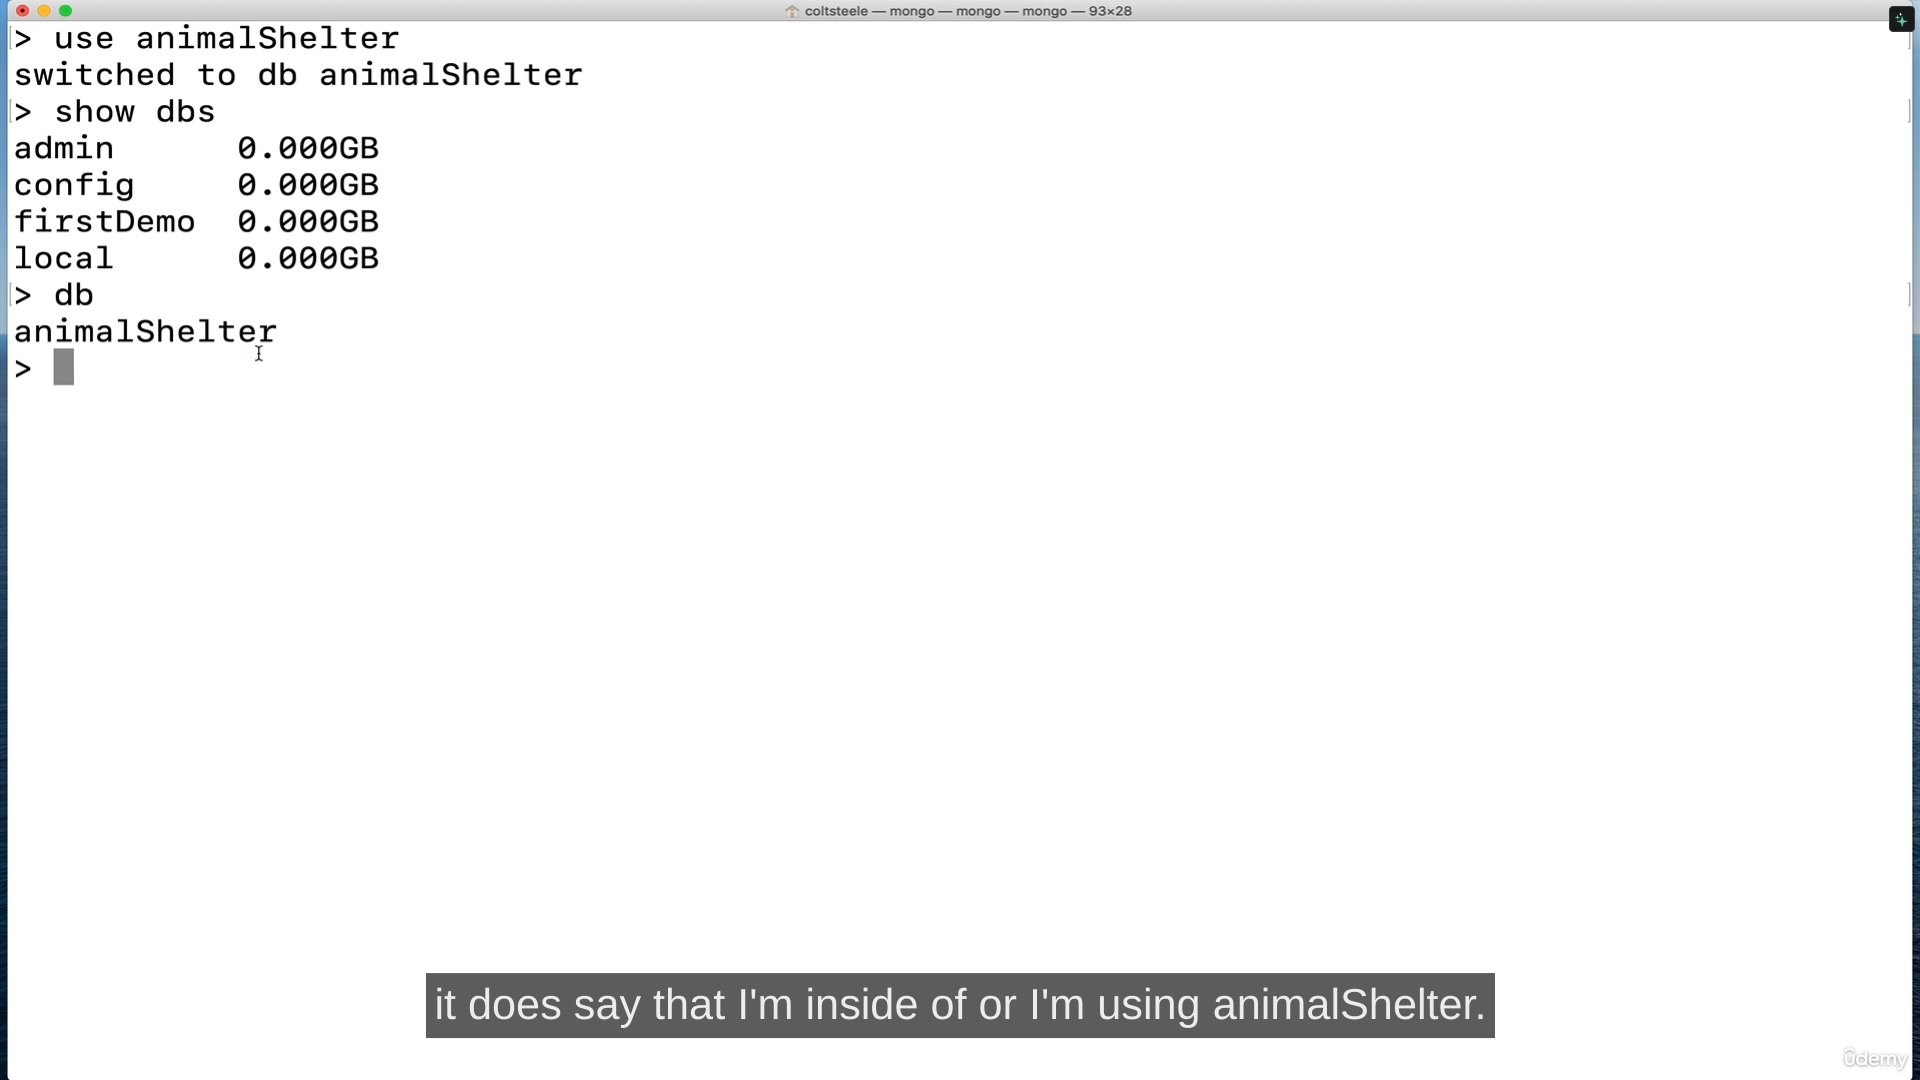 coltsteele — mongo — mongo — mongo — 93×28
> use animalShelter
switched to db animalShelter
> show dbs
admin 0.000GB
config 0.000GB
firstDemo 0.000GB
local 0.000GB
> db
animalShelter
>
it does say that I'm inside of or I'm using animalShelter.
ûdemy